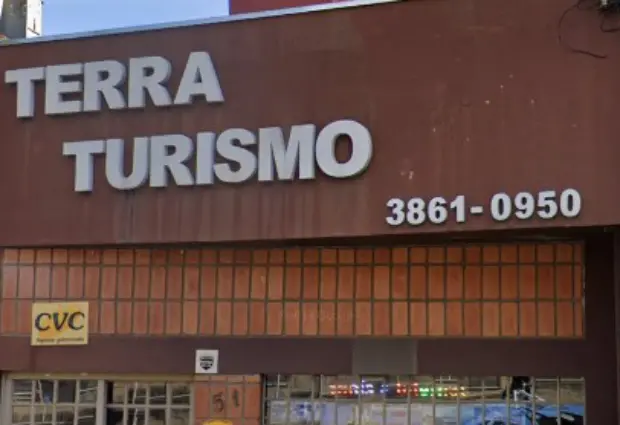 TERRA
TURISMO
3861-0950
CVC
51